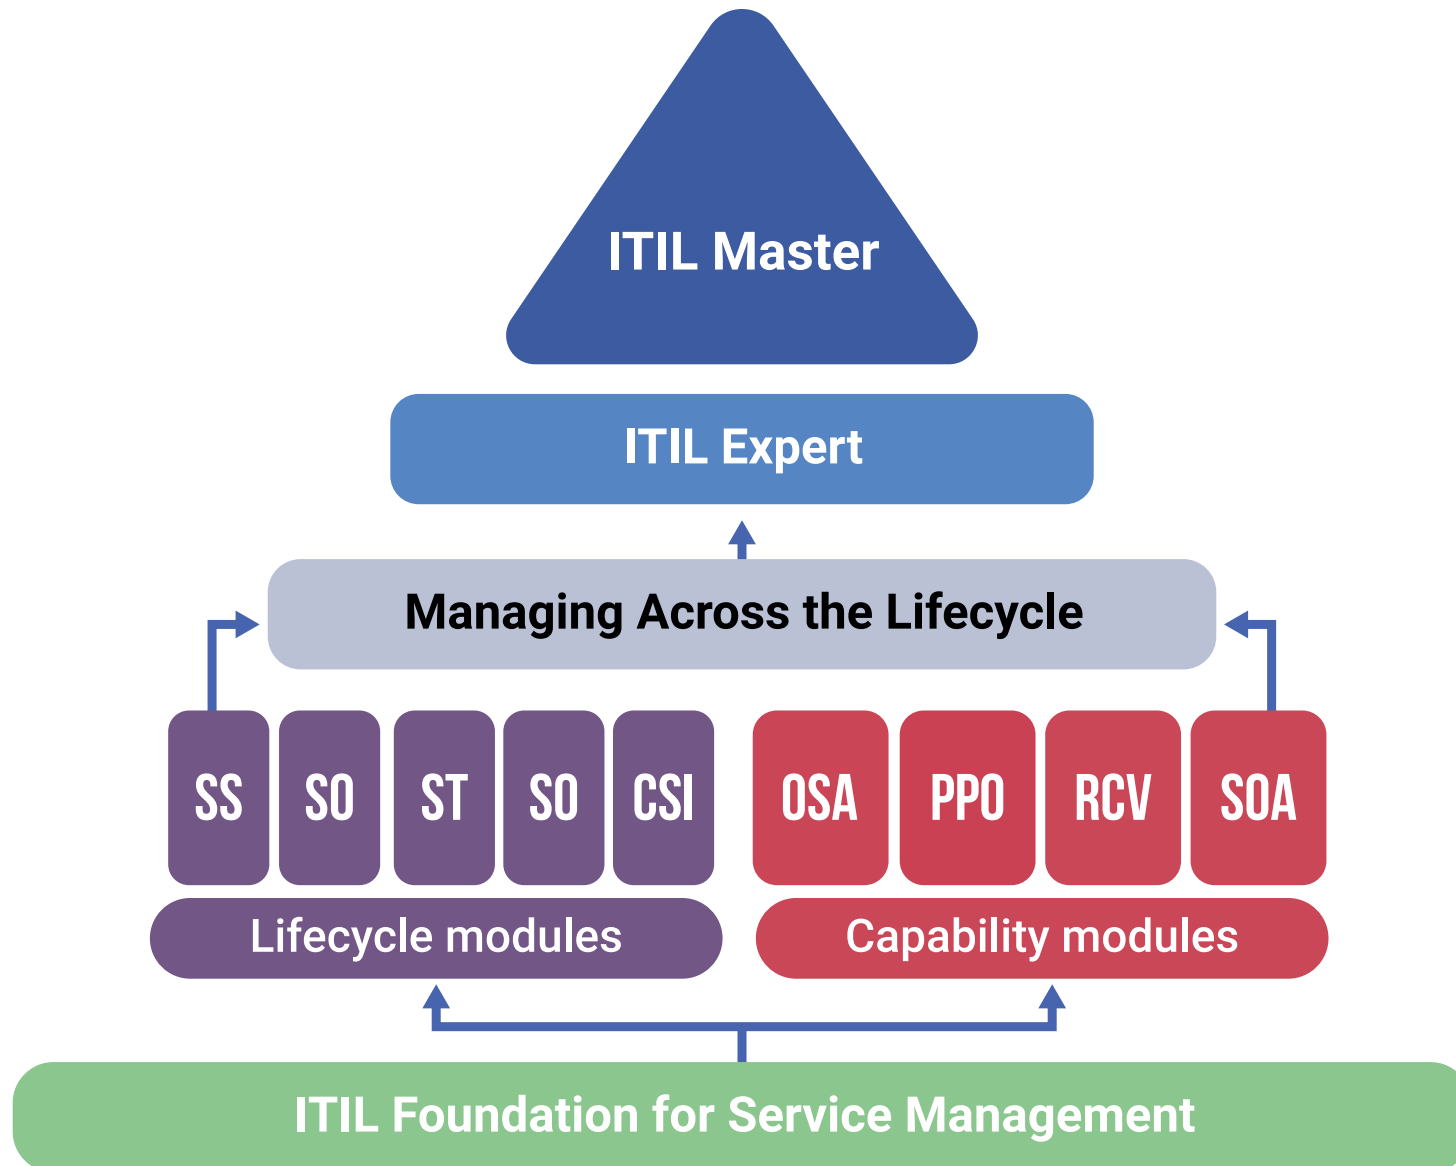 ITIL Master
ITIL Expert
Managing Across the Lifecycle
SS SO ST SO CSI OSA PPO RCV SOA
Lifecycle modules Capability modules
ITIL Foundation for Service Management